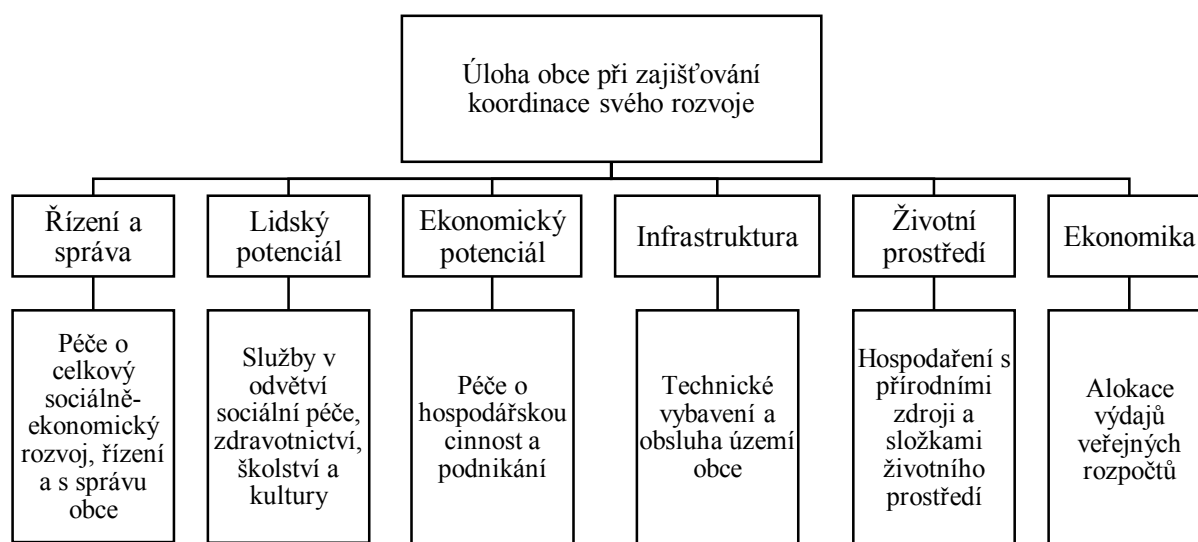 Úloha obce při zajišťování
koordinace svého rozvoje
Řízení a
správa
Lidský
potenciál
Ekonomický
potenciál
Infrastruktura
Životní
prostředí
Ekonomika
Péče o
celkový
sociálně-
ekonomický
rozvoj, řízení
a s správu
obce
Služby v
odvětví
sociální péče,
zdravotnictví,
školství a
kultury
Péče o
hospodářskou
cinnost a
podnikání
Technické
vybavení a
obsluha území
obce
Hospodaření s
přírodními
zdroji a
složkami
životního
prostředí
Alokace
výdajů
veřejných
rozpočtů